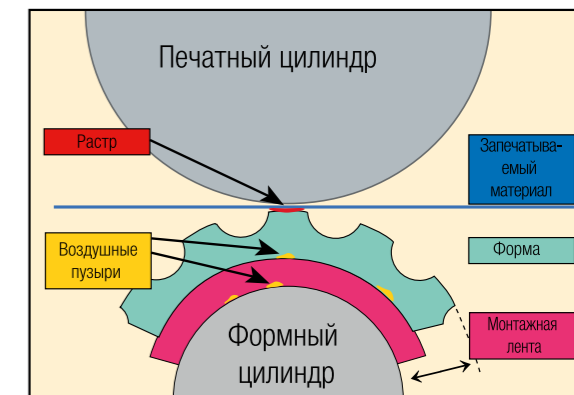 Печатный цилиндр
Растр
Запечатыва-
емый
материал
Воздушные
пузыри
Форма
Монтажная
лента
Формный
цилиндр